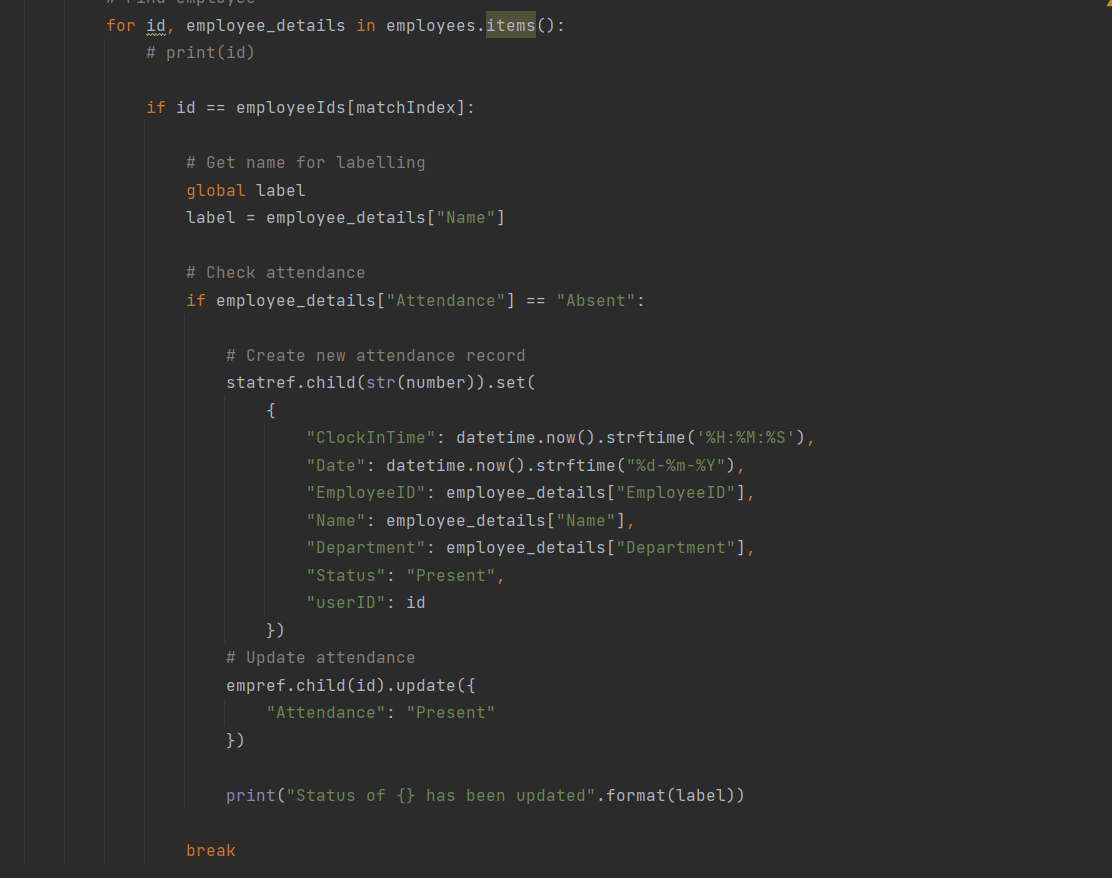 # Find employee
for id, employee_details in employees.items():
# print(id)
if id == employeeIds[matchIndex]:
# Get name for labelling
global label
label = employee_details["Name"]
# Check attendance
if employee_details["Attendance"] == "Absent":
# Create new attendance record
statref.child(str(number)).set(
{
"ClockInTime": datetime.now().strftime('%H:%M:%S'),
"Date": datetime.now().strftime("%d-%m-%Y"),
"EmployeeID": employee_details["EmployeeID"],
"Name": employee_details["Name"],
"Department": employee_details["Department"],
"Status": "Present",
"userID": id
})
# Update attendance
empref.child(id).update({
"Attendance": "Present"
})
print("Status of {} has been updated".format(label))
break